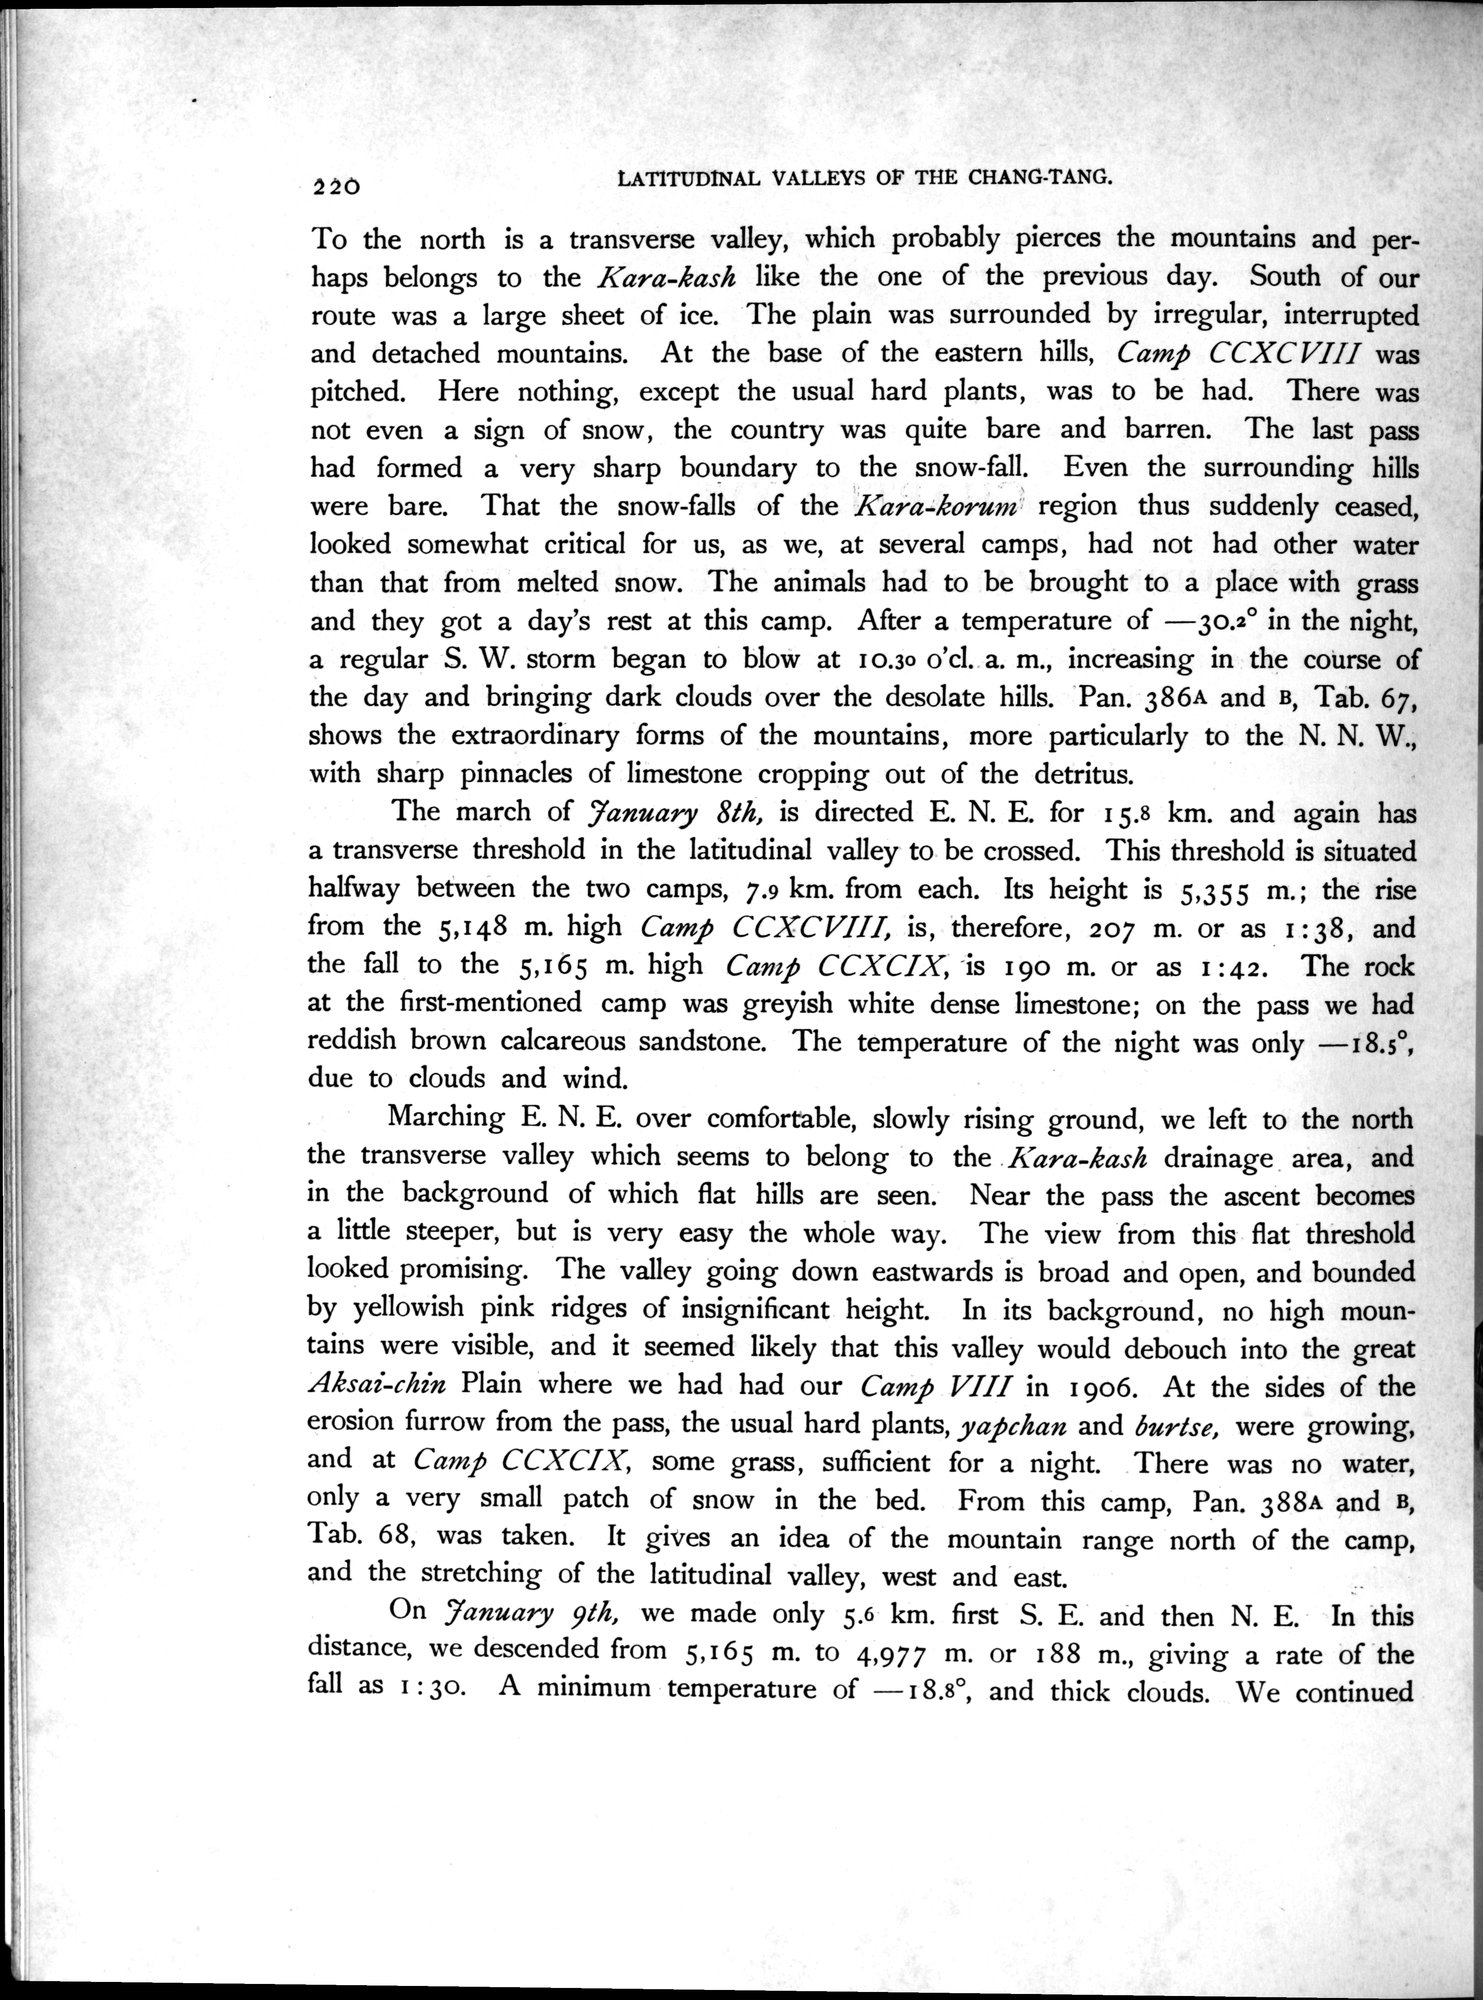 220
LATITUDINAL VALLEYS OF THE CHANG-TANG.
To the north is a transverse valley, which probably pierces the mountains and per-
haps belongs to the Kara-kash like the one of the previous day. South of our
route was a large sheet of ice. The plain was surrounded by irregular, interrupted
and detached mountains. At the base of the eastern hills, Camp CCXCVIII was
pitched. Here nothing, except the usual hard plants, was to be had. There was
not even a sign of snow, the country was quite bare and barren. The last pass
had formed a very sharp boundary to the snow-fall. Even the surrounding hills
were bare. That the snow-falls of the Kara-korum region thus suddenly ceased,
looked somewhat critical for us, as we, at several camps, had not had other water
than that from melted snow. The animals had to be brought to a place with grass
and they got a day's rest at this camp. After a temperature of —30.2° in the night,
a regular S. W. storm began to blow at 10.30 o'cl. a. m., increasing in the course of
the day and bringing dark clouds over the desolate hills. Pan. 386A and B, Tab. 67,
shows the extraordinary forms of the mountains, more particularly to the N. N. W.,
with sharp pinnacles of limestone cropping out of the detritus.
The march of January 8th, is directed E. N. E. for 15.8 km. and again has
a transverse threshold in the latitudinal valley to be crossed. This threshold is situated
halfway between the two camps, 7.9 km. from each. Its height is 5,355 m.; the rise
from the 5,148 m. high Camp CCXCVIII, is, therefore, 207 m. or as 1:38, and
the fall to the 5,165 m. high Camp CCXCIX, is 190 m. or as 1:42. The rock
at the first-mentioned camp was greyish white dense limestone; on the pass we had
reddish brown calcareous sandstone. The temperature of the night was only —18.5°,
due to clouds and wind.
Marching E. N. E. over comfortable, slowly rising ground, we left to the north
the transverse valley which seems to belong to the Kara-kash drainage area, and
in the background of which flat hills are seen. Near the pass the ascent becomes
a little steeper, but is very easy the whole way. The view from this flat threshold
looked promising. The valley going down eastwards is broad and open, and bounded
by yellowish pink ridges of insignificant height. In its background, no high moun-
tains were visible, and it seemed likely that this valley would debouch into the great
Aksai-chin Plain where we had had our Camp VIII in 1906. At the sides of the
erosion furrow from the pass, the usual hard plants, yapchan and burtse, were growing,
and at Camp CCXCIX, some grass, sufficient for a night. There was no water,
only a very small patch of snow in the bed. From this camp, Pan. 388A and B,
Tab. 68, was taken. It gives an idea of the mountain range north of the camp,
and the stretching of the latitudinal valley, west and east.
On January 9th, we made only 5.6 km. first S. E. and then N. E. In this
distance, we descended from 5,165 m. to 4,977 m. or 188 m., giving a rate of the
fall as 1:30. A minimum temperature of —18.8°, and thick clouds. We continued